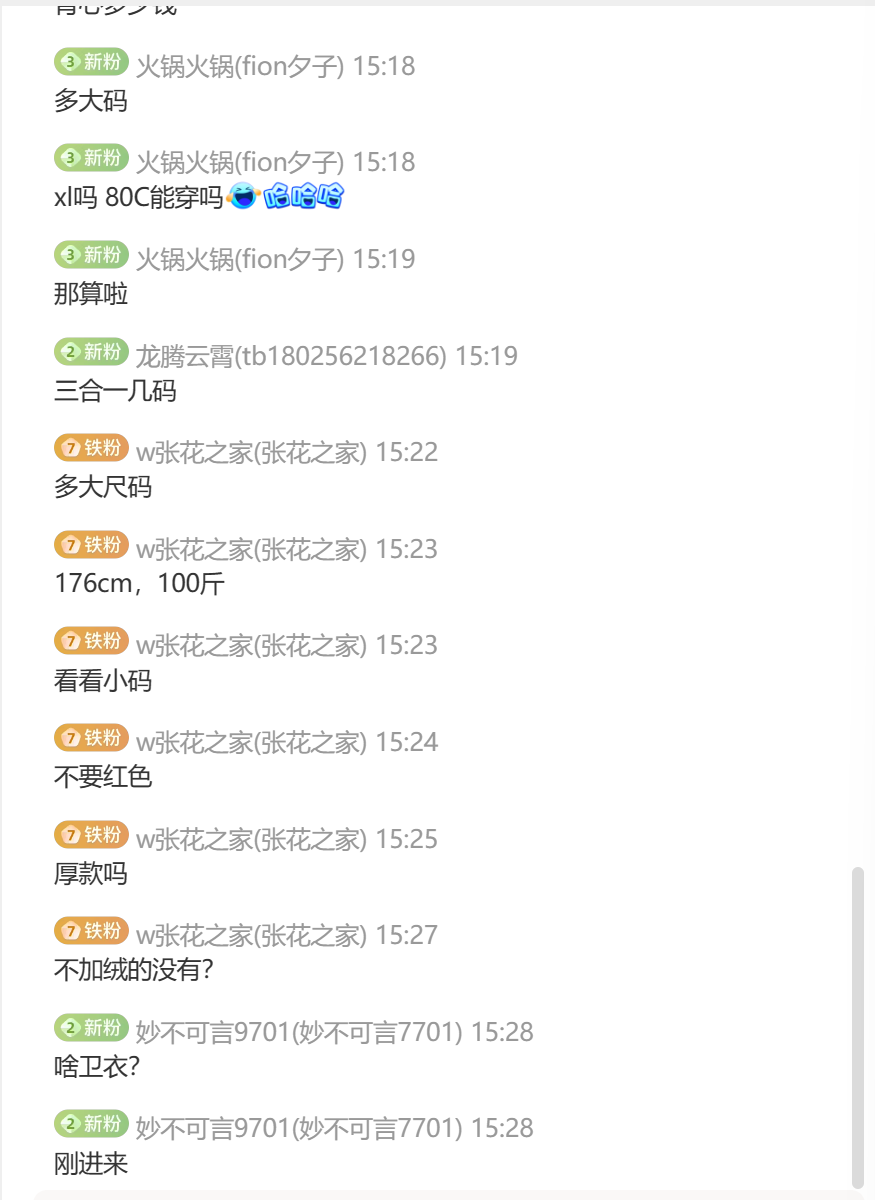 背心多少钱
3 新粉 火锅火锅(fion夕子) 15:18
多大码
3 新粉 火锅火锅(fion夕子) 15:18
xl吗 80C能穿吗哈哈哈
3 新粉 火锅火锅(fion夕子) 15:19
那算啦
2 新粉 龙腾云霄(tb180256218266) 15:19
三合一几码
7 铁粉 w张花之家(张花之家) 15:22
多大尺码
7 铁粉 w张花之家(张花之家) 15:23
176cm，100斤
7 铁粉 w张花之家(张花之家) 15:23
看看小码
7 铁粉 w张花之家(张花之家) 15:24
不要红色
7 铁粉 w张花之家(张花之家) 15:25
厚款吗
7 铁粉 w张花之家(张花之家) 15:27
不加绒的没有?
2 新粉 妙不可言9701(妙不可言7701) 15:28
啥卫衣?
2 新粉 妙不可言9701(妙不可言7701) 15:28
刚进来